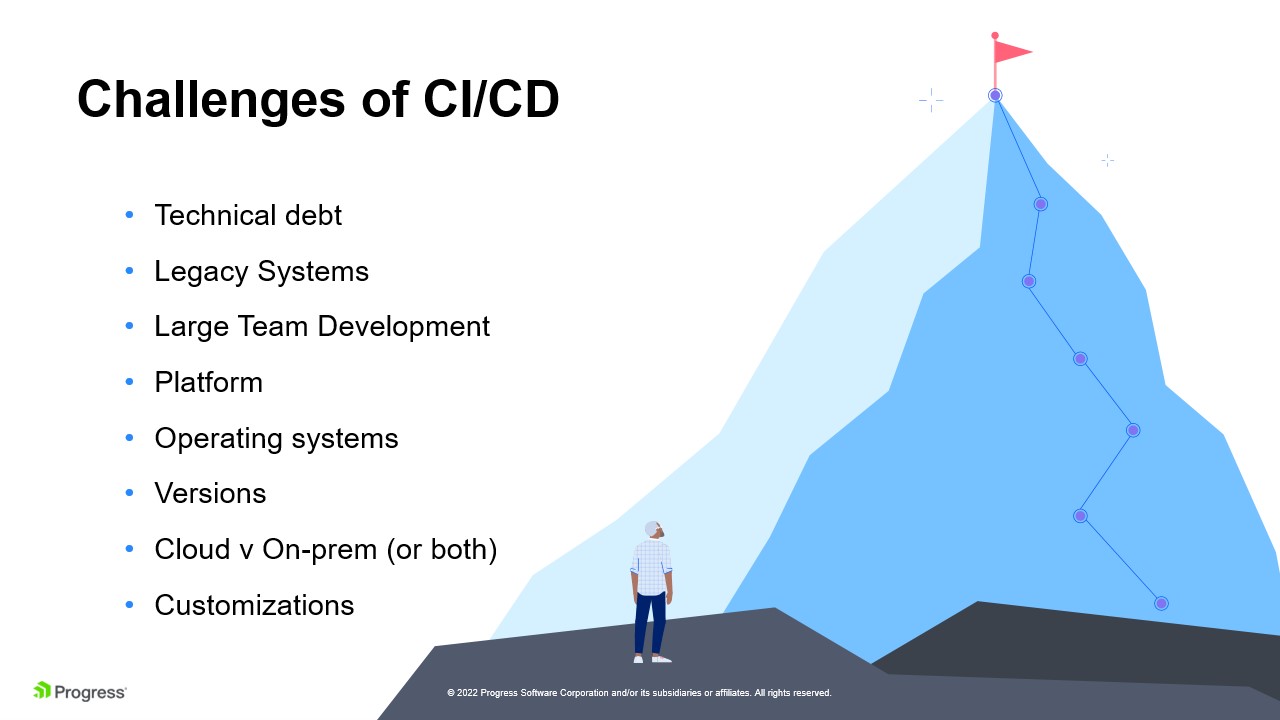 Challenges of CI/CD
• Technical debt
• Legacy Systems
• Large Team Development
• Platform
• Operating systems
• Versions
• Cloud v On-prem (or both)
• Customizations
Progress®
© 2022 Progress Software Corporation and/or its subsidiaries or affiliates. All rights reserved.